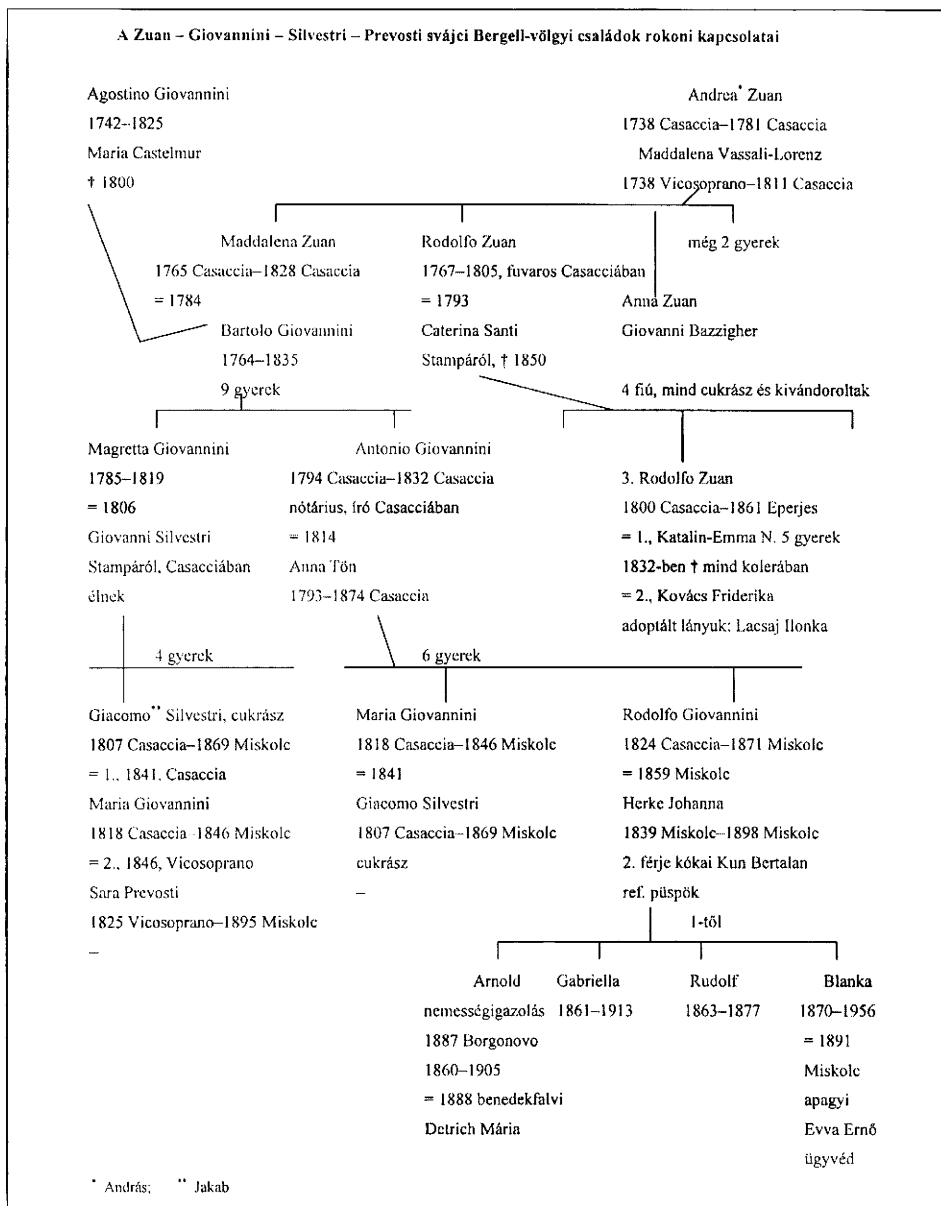 A Zuan – Giovannini – Silvestri – Prevosti svájci Bergell-völgyi családok rokoni kapcsolatai
Agostino Giovannini
1742–1825
Maria Castelmur
† 1800
Andrea* Zuan
1738 Casaccia–1781 Casaccia
Maddalena Vassali-Lorenz
1738 Vicosoprano–1811 Casaccia
Maddalena Zuan
1765 Casaccia–1828 Casaccia
= 1784
Bartolo Giovannini
1764–1835
9 gyerek
Rodolfo Zuan
1767–1805, fuvaros Casacciában
= 1793
Caterina Santi
Stampáról, † 1850
Anna Zuan
Giovanni Bazzigher
még 2 gyerek
4 fiú, mind cukrász és kivándoroltak
Magretta Giovannini
1785–1819
= 1806
Giovanni Silvestri
Stampáról, Casacciában
élnek
4 gyerek
Antonio Giovannini
1794 Casaccia–1832 Casaccia
nótárius, író Casacciában
= 1814
Anna Tön
1793–1874 Casaccia
6 gyerek
3. Rodolfo Zuan
1800 Casaccia–1861 Eperjes
= 1., Katalin-Emma N. 5 gyerek
1832-ben † mind kolerában
= 2., Kovács Friderika
adoptált lányuk: Lacsaj Ilonka
Giacomo** Silvestri, cukrász
1807 Casaccia–1869 Miskolc
= 1., 1841, Casaccia
Maria Giovannini
1818 Casaccia–1846 Miskolc
= 2., 1846, Vicosoprano
Sara Prevosti
1825 Vicosoprano–1895 Miskolc
–
Maria Giovannini
1818 Casaccia–1846 Miskolc
= 1841
Giacomo Silvestri
1807 Casaccia–1869 Miskolc
cukrász
–
Rodolfo Giovannini
1824 Casaccia–1871 Miskolc
= 1859 Miskolc
Herke Johanna
1839 Miskolc–1898 Miskolc
2. férje kókai Kun Bertalan
ref. püspök
1-től
Arnold
nemességigazolás
1887 Borgonovo
1860–1905
= 1888 benedekfalvi
Detrich Mária
Gabriella
1861–1913
Rudolf
1863–1877
Blanka
1870–1956
= 1891
Miskolc
apagyi
Evva Ernő
ügyvéd
* András; ** Jakab